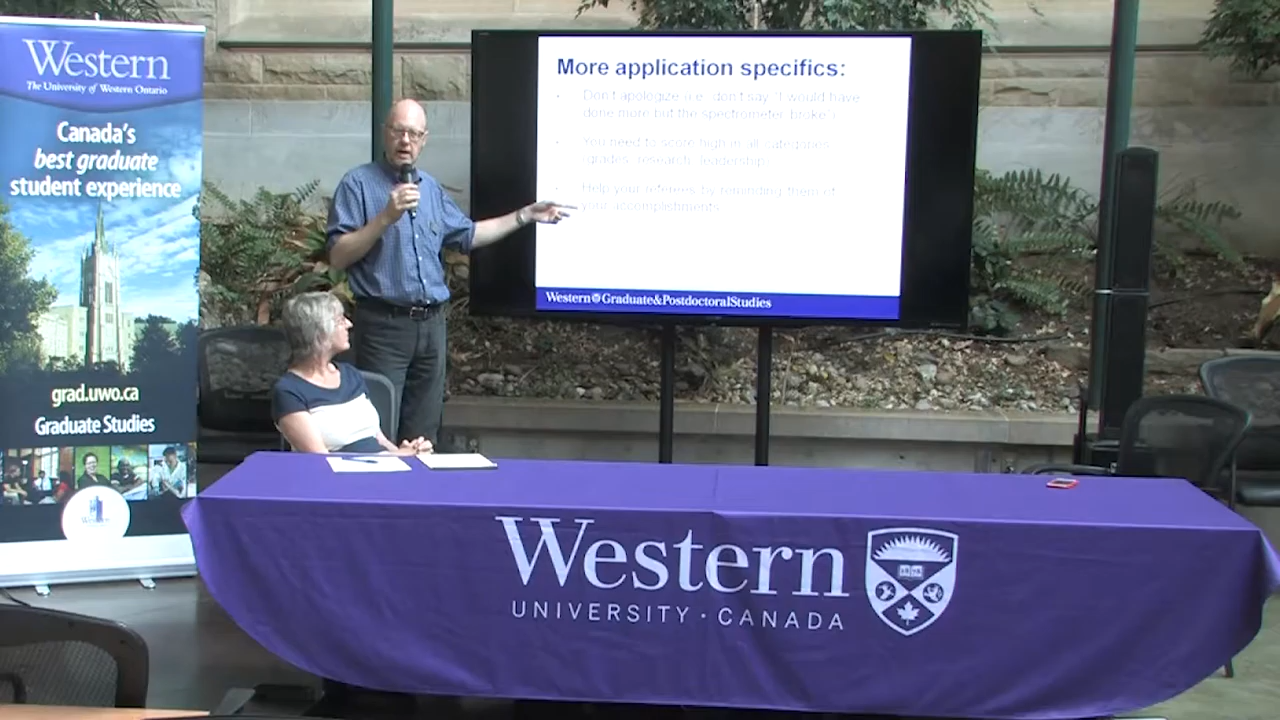 Western
The University of Western Ontario
Canada's
best graduate
student experience
grad.uwo.ca
Graduate Studies
Western
More application specifics:
Don't apologize (i.e. don't say "I would have
done more but the spectrometer broke")
You need to score high in all categories
(grades, research, leadership)
Help your referees by reminding them of
your accomplishments
Western Graduate&PostdoctoralStudies
Western
UNIVERSITY · CANADA